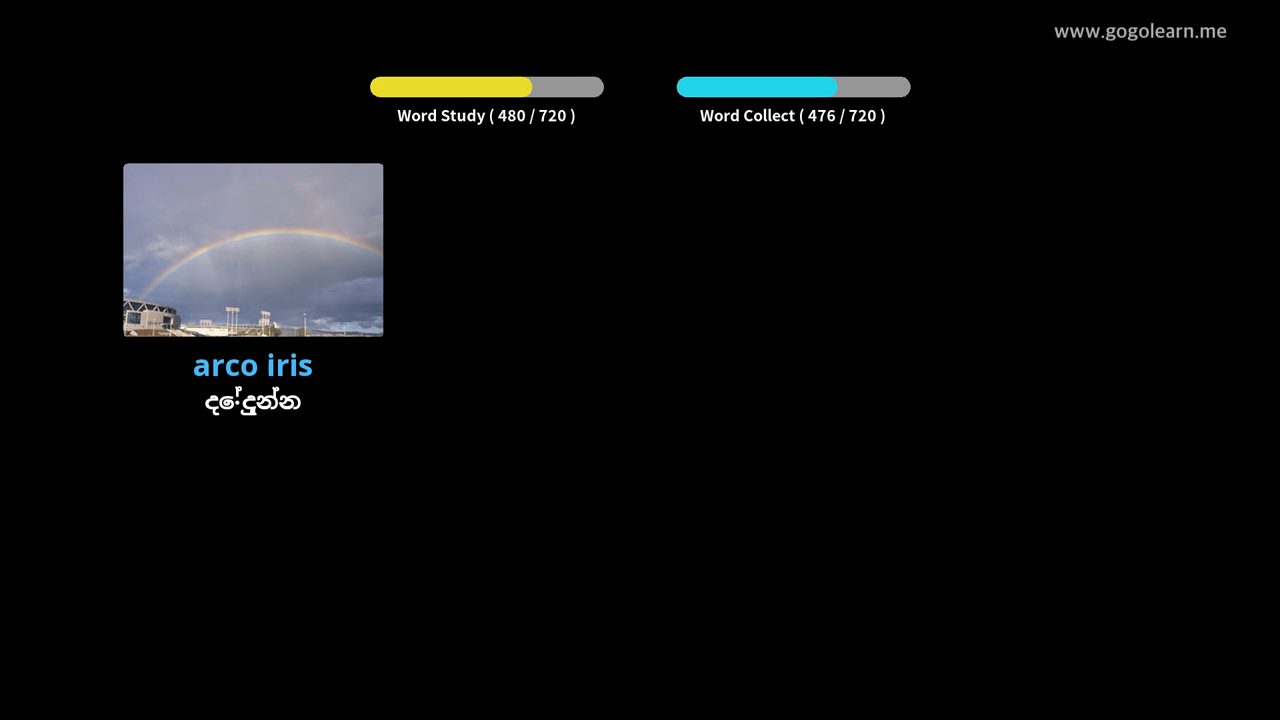 www.gogolearn.me
Word Study ( 480 / 720 )
Word Collect ( 476 / 720 )
arco iris
දේදුන්න